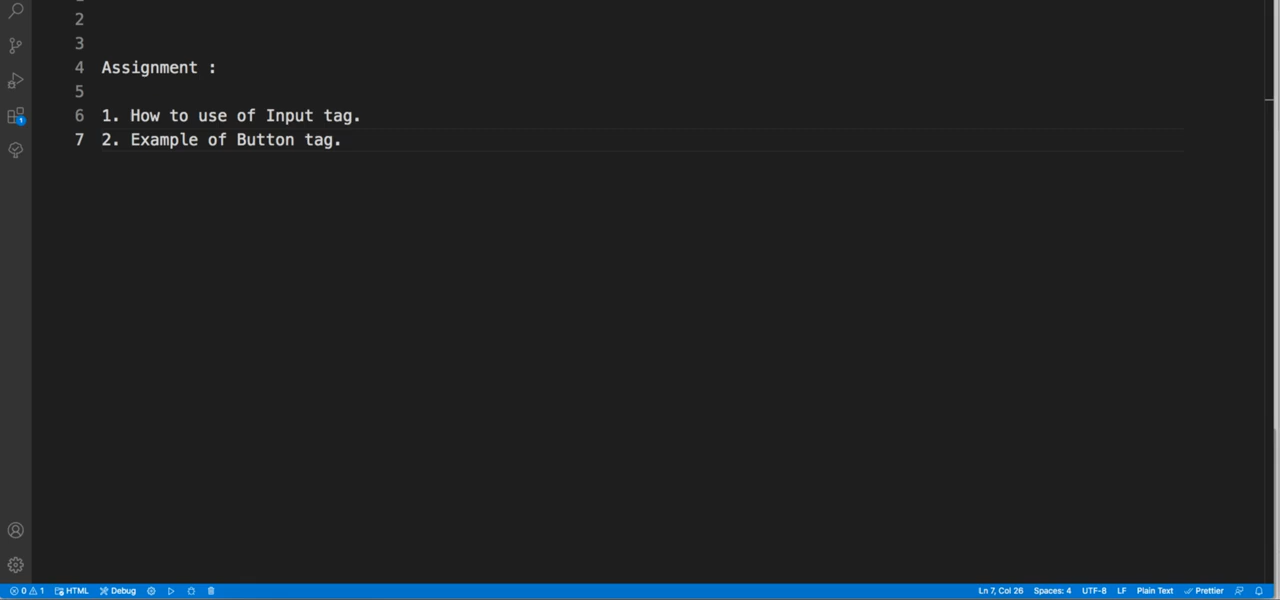 2
3
4 Assignment :
5
6 1. How to use of Input tag.
7 2. Example of Button tag.
1
0 1 HTML Debug Ln 7, Col 26 Spaces: 4 UTF-8 LF Plain Text Prettier